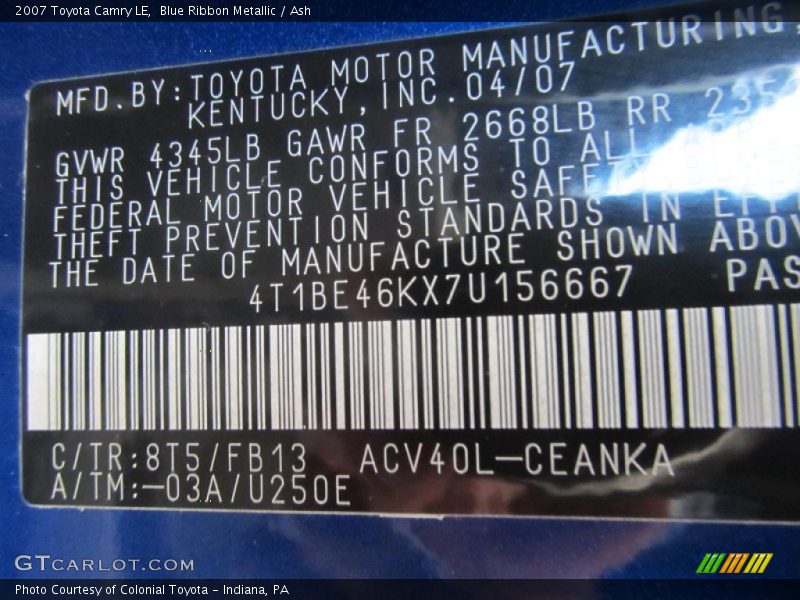 2007 Toyota Camry LE, Blue Ribbon Metallic / Ash
MFD.BY:TOYOTA MOTOR MANUFACTURING,
KENTUCKY,INC.04/07
GVWR 4345LB GAWR FR 2668LB RR
THIS VEHICLE CONFORMS TO ALL
FEDERAL MOTOR VEHICLE
THEFT PREVENTION STANDARDS IN
THE DATE OF MANUFACTURE SHOWN
4T1BE46KX7U156667
C/TR:8T5/FB13 ACV40L-CEANKA
A/TM:-03A/U250E
GTCARLOT.COM
Photo Courtesy of Colonial Toyota - Indiana, PA